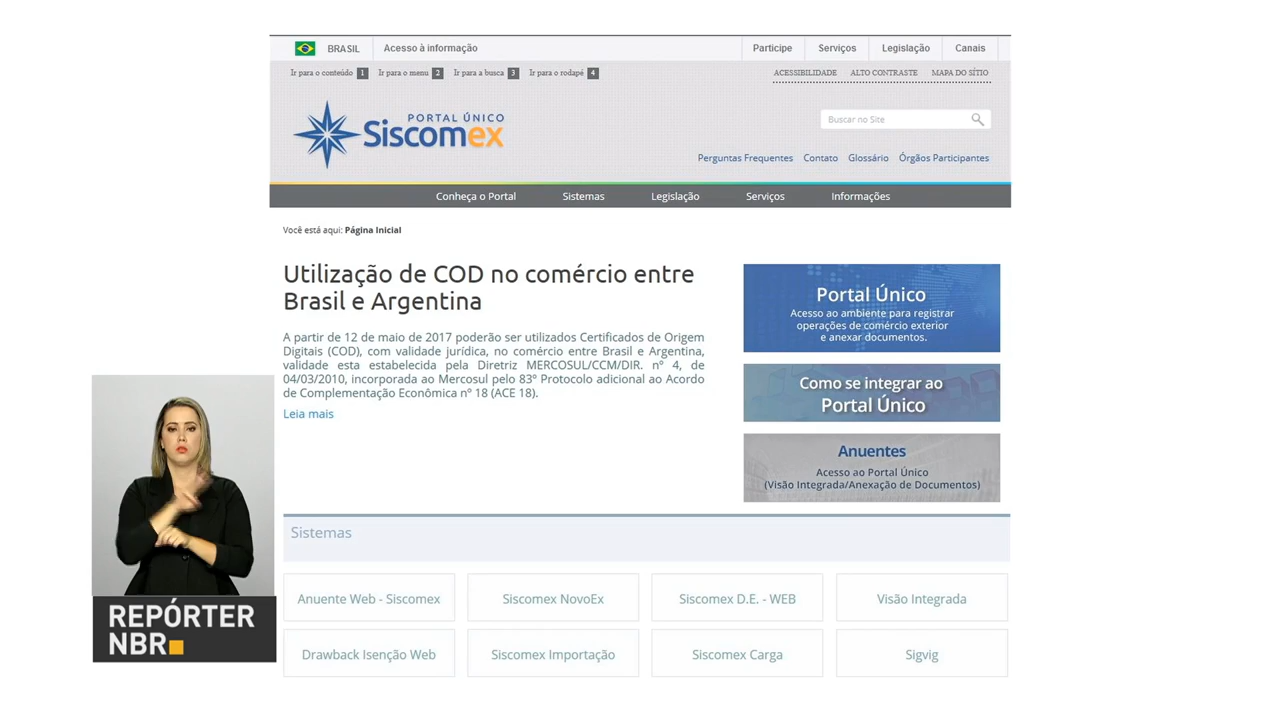 BRASIL Acesso à informação Participe Serviços Legislação Canais
Ir para o conteúdo 1 Ir para o menu 2 Ir para a busca 3 Ir para o rodapé 4 ACESSIBILIDADE ALTO CONTRASTE MAPA DO SÍTIO
PORTAL ÚNICO
Siscomex
Buscar no Site
Perguntas Frequentes Contato Glossário Órgãos Participantes
Conheça o Portal Sistemas Legislação Serviços Informações
Você está aqui: Página Inicial
Utilização de COD no comércio entre
Brasil e Argentina
A partir de 12 de maio de 2017 poderão ser utilizados Certificados de Origem
Digitais (COD), com validade jurídica, no comércio entre Brasil e Argentina,
validade esta estabelecida pela Diretriz MERCOSUL/CCM/DIR. nº 4, de
04/03/2010, incorporada ao Mercosul pelo 83º Protocolo adicional ao Acordo
de Complementação Econômica nº 18 (ACE 18).
Leia mais
Portal Único
Acesso ao ambiente para registrar
operações de comércio exterior
e anexar documentos.
Como se integrar ao
Portal Único
Anuentes
Acesso ao Portal Único
(Visão Integrada/Anexação de Documentos)
Sistemas
Anuente Web - Siscomex Siscomex NovoEx Siscomex D.E. - WEB Visão Integrada
Drawback Isenção Web Siscomex Importação Siscomex Carga Sigvig
REPÓRTER
NBR